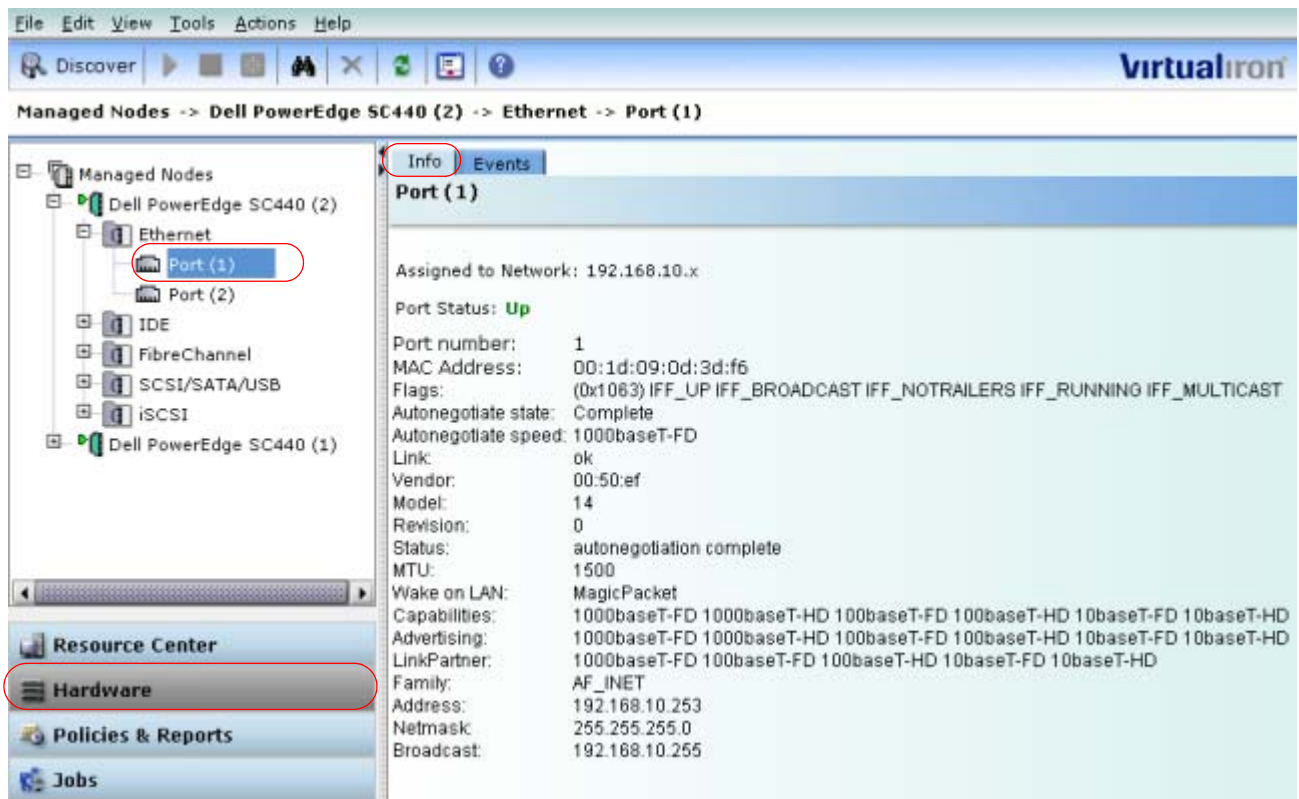 File Edit View Tools Actions Help
Discover
Virtualiron
Managed Nodes -> Dell PowerEdge SC440 (2) -> Ethernet -> Port (1)
Managed Nodes
Dell PowerEdge SC440 (2)
Ethernet
Port (1)
Port (2)
IDE
FibreChannel
SCSI/SATA/USB
iSCSI
Dell PowerEdge SC440 (1)
Resource Center
Hardware
Policies & Reports
Jobs
Info Events
Port (1)
Assigned to Network: 192.168.10.x
Port Status: Up
Port number: 1
MAC Address: 00:1d:09:0d:3d:f6
Flags: (0x1063) IFF_UP IFF_BROADCAST IFF_NOTRAILERS IFF_RUNNING IFF_MULTICAST
Autonegotiate state: Complete
Autonegotiate speed: 1000baseT-FD
Link: ok
Vendor: 00:50:ef
Model: 14
Revision: 0
Status: autonegotiation complete
MTU: 1500
Wake on LAN: MagicPacket
Capabilities: 1000baseT-FD 1000baseT-HD 100baseT-FD 100baseT-HD 10baseT-FD 10baseT-HD
Advertising: 1000baseT-FD 1000baseT-HD 100baseT-FD 100baseT-HD 10baseT-FD 10baseT-HD
LinkPartner: 1000baseT-FD 100baseT-FD 100baseT-HD 10baseT-FD 10baseT-HD
Family: AF_INET
Address: 192.168.10.253
Netmask: 255.255.255.0
Broadcast: 192.168.10.255